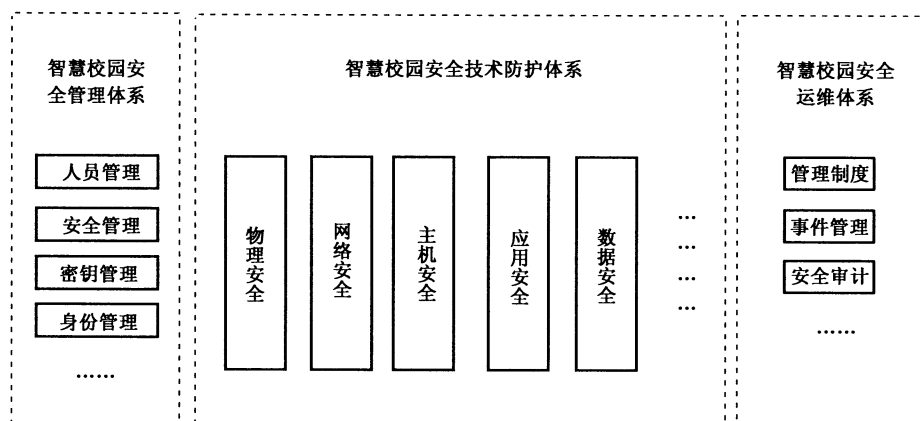 智慧校园安
全管理体系
人员管理
安全管理
密钥管理
身份管理
……
智慧校园安全技术防护体系
物理安全
网络安全
主机安全
应用安全
数据安全
…
…
…
…
智慧校园安全
运维体系
管理制度
事件管理
安全审计
……